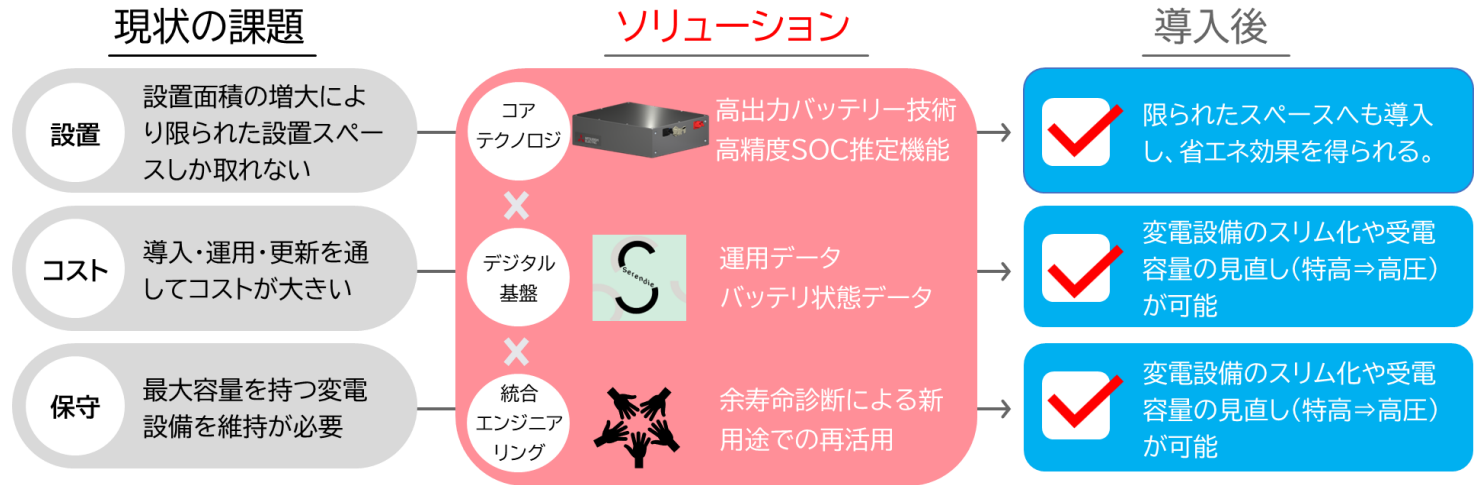 現状の課題
ソリューション
導入後
設置
設置面積の増大によ
り限られた設置スペー
スしか取れない
コア
テクノロジ
高出力バッテリー技術
高精度SOC推定機能
限られたスペースへも導入
し、省エネ効果を得られる。
×
コスト
導入・運用・更新を通
してコストが大きい
デジタル
基盤
Serendie
運用データ
バッテリ状態データ
変電設備のスリム化や受電
容量の見直し(特高⇒高圧)
が可能
×
保守
最大容量を持つ変電
設備を維持が必要
統合
エンジニア
リング
余寿命診断による新
用途での再活用
変電設備のスリム化や受電
容量の見直し(特高⇒高圧)
が可能